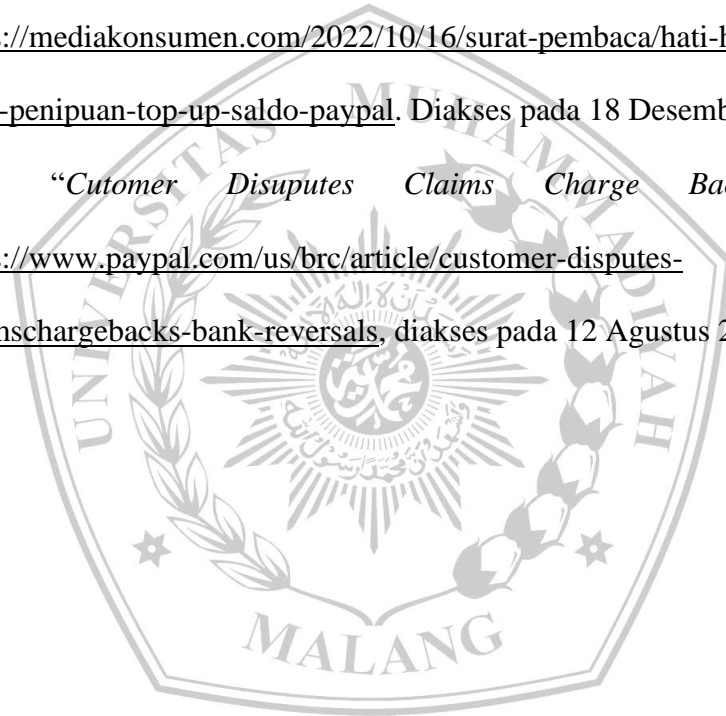 ://mediakonsumen.com/2022/10/16/surat-pembaca/hati-h
-penipuan-top-up-saldo-paypal. Diakses pada 18 Desemb
“Cutomer Disuputes Claims Charge Ba
://www.paypal.com/us/brc/article/customer-disputes-
nschargebacks-bank-reversals, diakses pada 12 Agustus 2
UNIVERSITAS MUHAMMADIYAH
MALANG